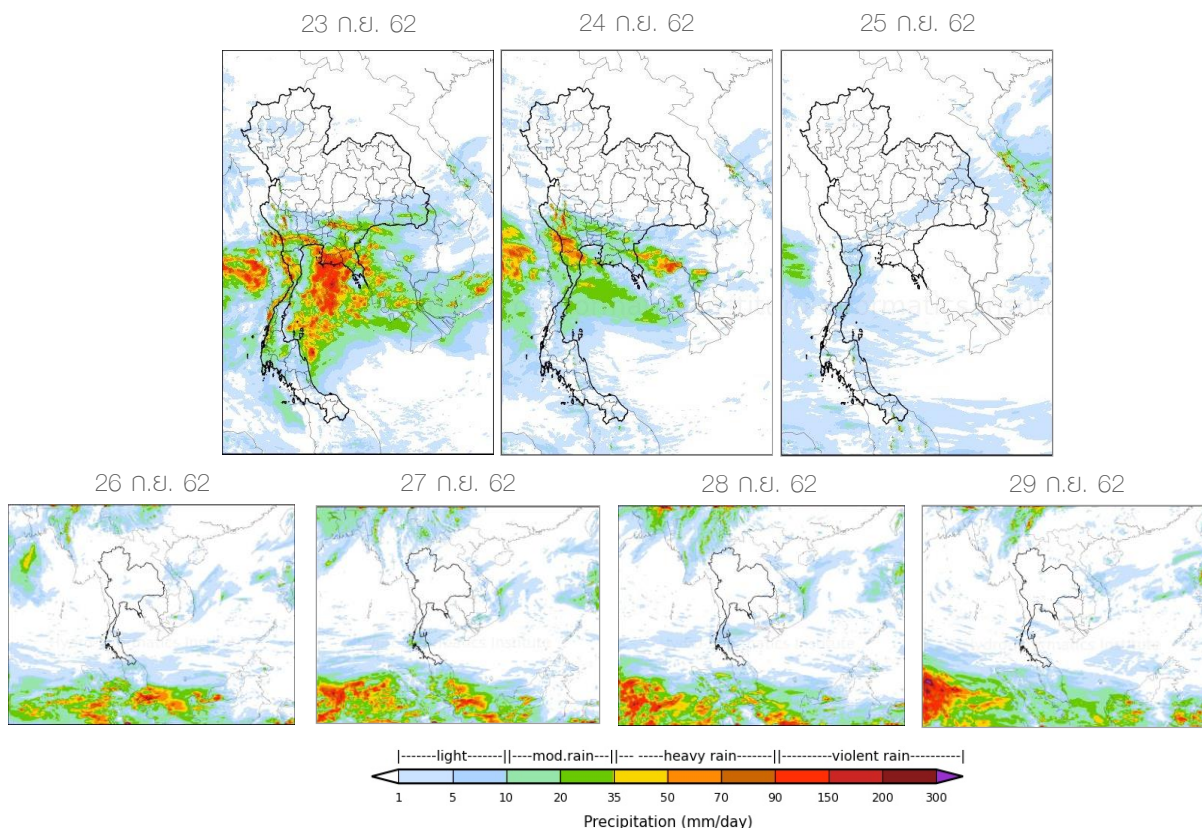 23 ก.ย. 62
24 ก.ย. 62
25 ก.ย. 62
26 ก.ย. 62
27 ก.ย. 62
28 ก.ย. 62
29 ก.ย. 62
|------light-------||---mod.rain---||--- -----heavy rain-------||--------violent rain---------|
1 5 10 20 35 50 70 90 150 200 300
Precipitation (mm/day)